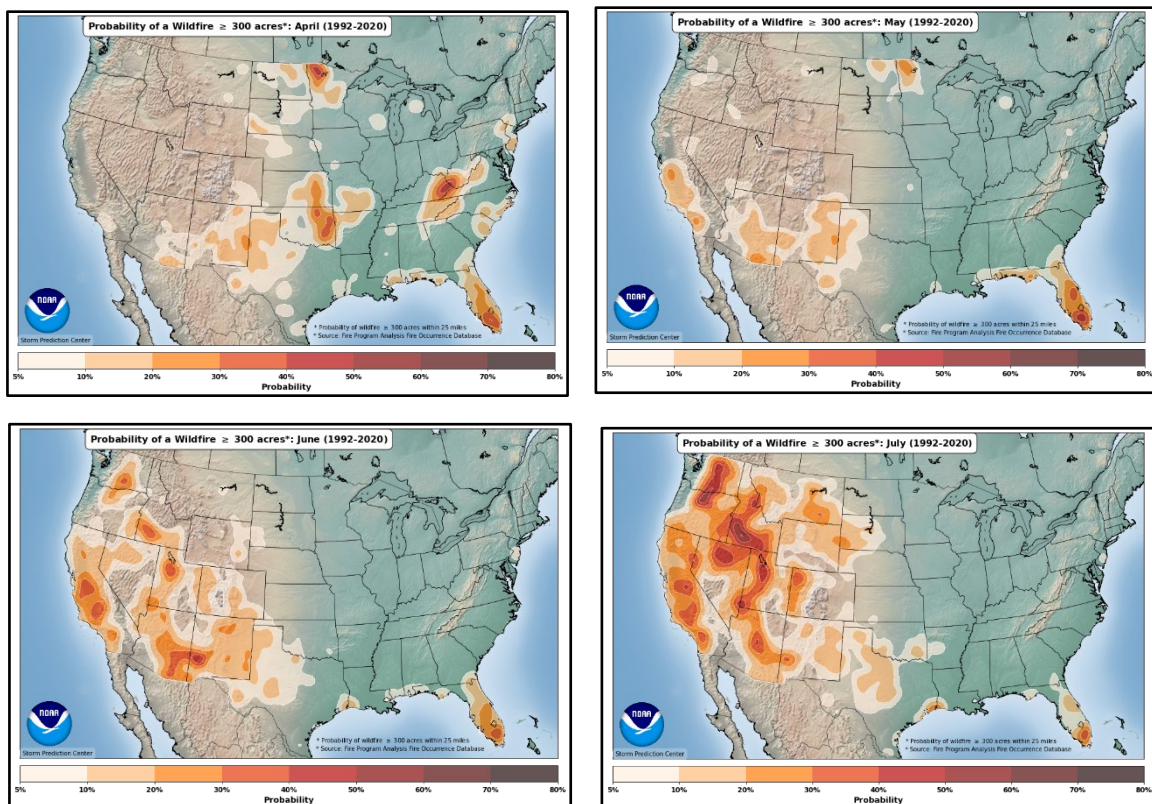 Probability of a Wildfire ≥ 300 acres*: April (1992-2020)
NOAA
Storm Prediction Center
* Probability of wildfire ≥ 300 acres within 25 miles
* Source: Fire Program Analysis Fire Occurrence Database
5% 10% 20% 30% 40% 50% 60% 70% 80%
Probability
Probability of a Wildfire ≥ 300 acres*: May (1992-2020)
NOAA
Storm Prediction Center
* Probability of wildfire ≥ 300 acres within 25 miles
* Source: Fire Program Analysis Fire Occurrence Database
5% 10% 20% 30% 40% 50% 60% 70% 80%
Probability
Probability of a Wildfire ≥ 300 acres*: June (1992-2020)
NOAA
Storm Prediction Center
* Probability of wildfire ≥ 300 acres within 25 miles
* Source: Fire Program Analysis Fire Occurrence Database
5% 10% 20% 30% 40% 50% 60% 70% 80%
Probability
Probability of a Wildfire ≥ 300 acres*: July (1992-2020)
NOAA
Storm Prediction Center
* Probability of wildfire ≥ 300 acres within 25 miles
* Source: Fire Program Analysis Fire Occurrence Database
5% 10% 20% 30% 40% 50% 60% 70% 80%
Probability